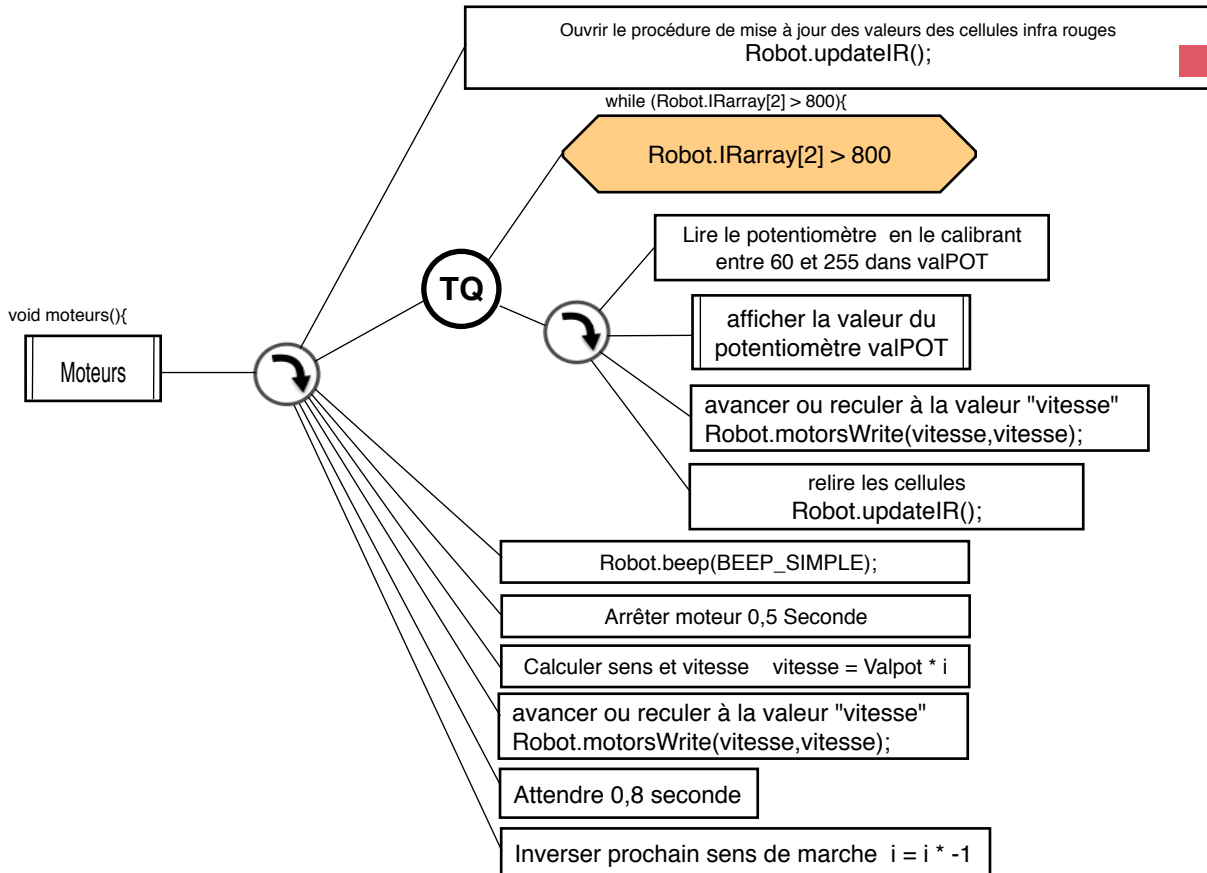 Ouvrir le procédure de mise à jour des valeurs des cellules infra rouges
Robot.updateIR();
while (Robot.IRarray[2] > 800){
Robot.IRarray[2] > 800
Lire le potentiomètre en le calibrant
entre 60 et 255 dans valPOT
TQ
void moteurs(){
Moteurs
afficher la valeur du
potentiomètre valPOT
avancer ou reculer à la valeur "vitesse"
Robot.motorsWrite(vitesse,vitesse);
relire les cellules
Robot.updateIR();
Robot.beep(BEEP_SIMPLE);
Arrêter moteur 0,5 Seconde
Calculer sens et vitesse vitesse = Valpot * i
avancer ou reculer à la valeur "vitesse"
Robot.motorsWrite(vitesse,vitesse);
Attendre 0,8 seconde
Inverser prochain sens de marche i = i * -1